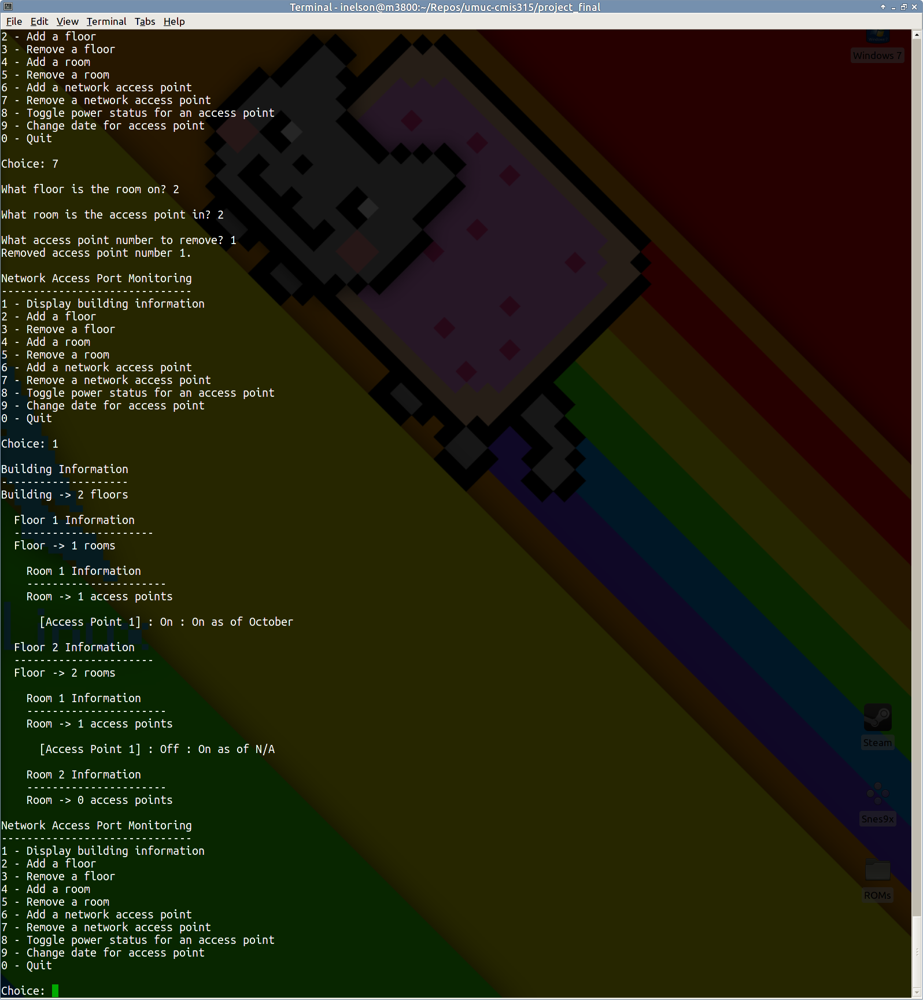 Terminal - inelson@m3800:~/Repos/umuc-cmis315/project_final
File Edit View Terminal Tabs Help
2 - Add a floor
3 - Remove a floor
4 - Add a room
5 - Remove a room
6 - Add a network access point
7 - Remove a network access point
8 - Toggle power status for an access point
9 - Change date for access point
0 - Quit
Choice: 7
What floor is the room on? 2
What room is the access point in? 2
What access point number to remove? 1
Removed access point number 1.
Network Access Port Monitoring
------------------------------
1 - Display building information
2 - Add a floor
3 - Remove a floor
4 - Add a room
5 - Remove a room
6 - Add a network access point
7 - Remove a network access point
8 - Toggle power status for an access point
9 - Change date for access point
0 - Quit
Choice: 1
Building Information
--------------------
Building -> 2 floors
Floor 1 Information
----------------------
Floor -> 1 rooms
Room 1 Information
----------------------
Room -> 1 access points
[Access Point 1] : On : On as of October
Floor 2 Information
----------------------
Floor -> 2 rooms
Room 1 Information
----------------------
Room -> 1 access points
[Access Point 1] : Off : On as of N/A
Room 2 Information
----------------------
Room -> 0 access points
Network Access Port Monitoring
------------------------------
1 - Display building information
2 - Add a floor
3 - Remove a floor
4 - Add a room
5 - Remove a room
6 - Add a network access point
7 - Remove a network access point
8 - Toggle power status for an access point
9 - Change date for access point
0 - Quit
Choice:
Windows 7
Linux
Steam
Snes9x
ROMs